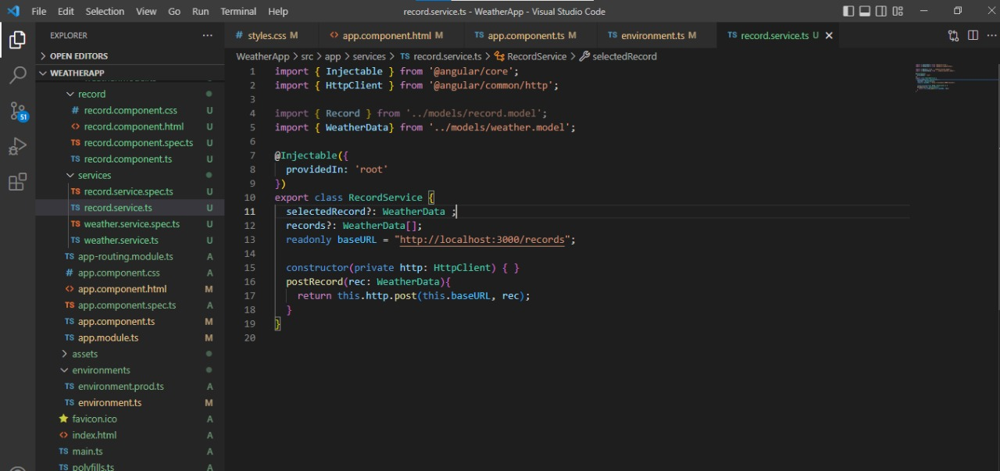 File Edit Selection View Go Run Terminal Help record.service.ts - WeatherApp - Visual Studio Code
EXPLORER ···
OPEN EDITORS
WEATHERAPP
record
# record.component.css U
<> record.component.html U
TS record.component.spec.ts U
TS record.component.ts U
services
TS record.service.spec.ts U
TS record.service.ts U
TS weather.service.spec.ts U
TS weather.service.ts U
TS app-routing.module.ts A
# app.component.css A
<> app.component.html M
TS app.component.spec.ts A
TS app.component.ts M
TS app.module.ts M
assets
environments
TS environment.prod.ts A
TS environment.ts M
favicon.ico A
<> index.html A
TS main.ts A
TS polyfills.ts A
51
# styles.css M <> app.component.html M TS app.component.ts M TS environment.ts M TS record.service.ts U
WeatherApp > src > app > services > TS record.service.ts > RecordService > selectedRecord
1 import { Injectable } from '@angular/core';
2 import { HttpClient } from '@angular/common/http';
3
4 import { Record } from '../models/record.model';
5 import { WeatherData} from '../models/weather.model';
6
7 @Injectable({
8 providedIn: 'root'
9 })
10 export class RecordService {
11 selectedRecord?: WeatherData ;
12 records?: WeatherData[];
13 readonly baseURL = "http://localhost:3000/records";
14
15 constructor(private http: HttpClient) { }
16 postRecord(rec: WeatherData){
17 return this.http.post(this.baseURL, rec);
18 }
19 }
20